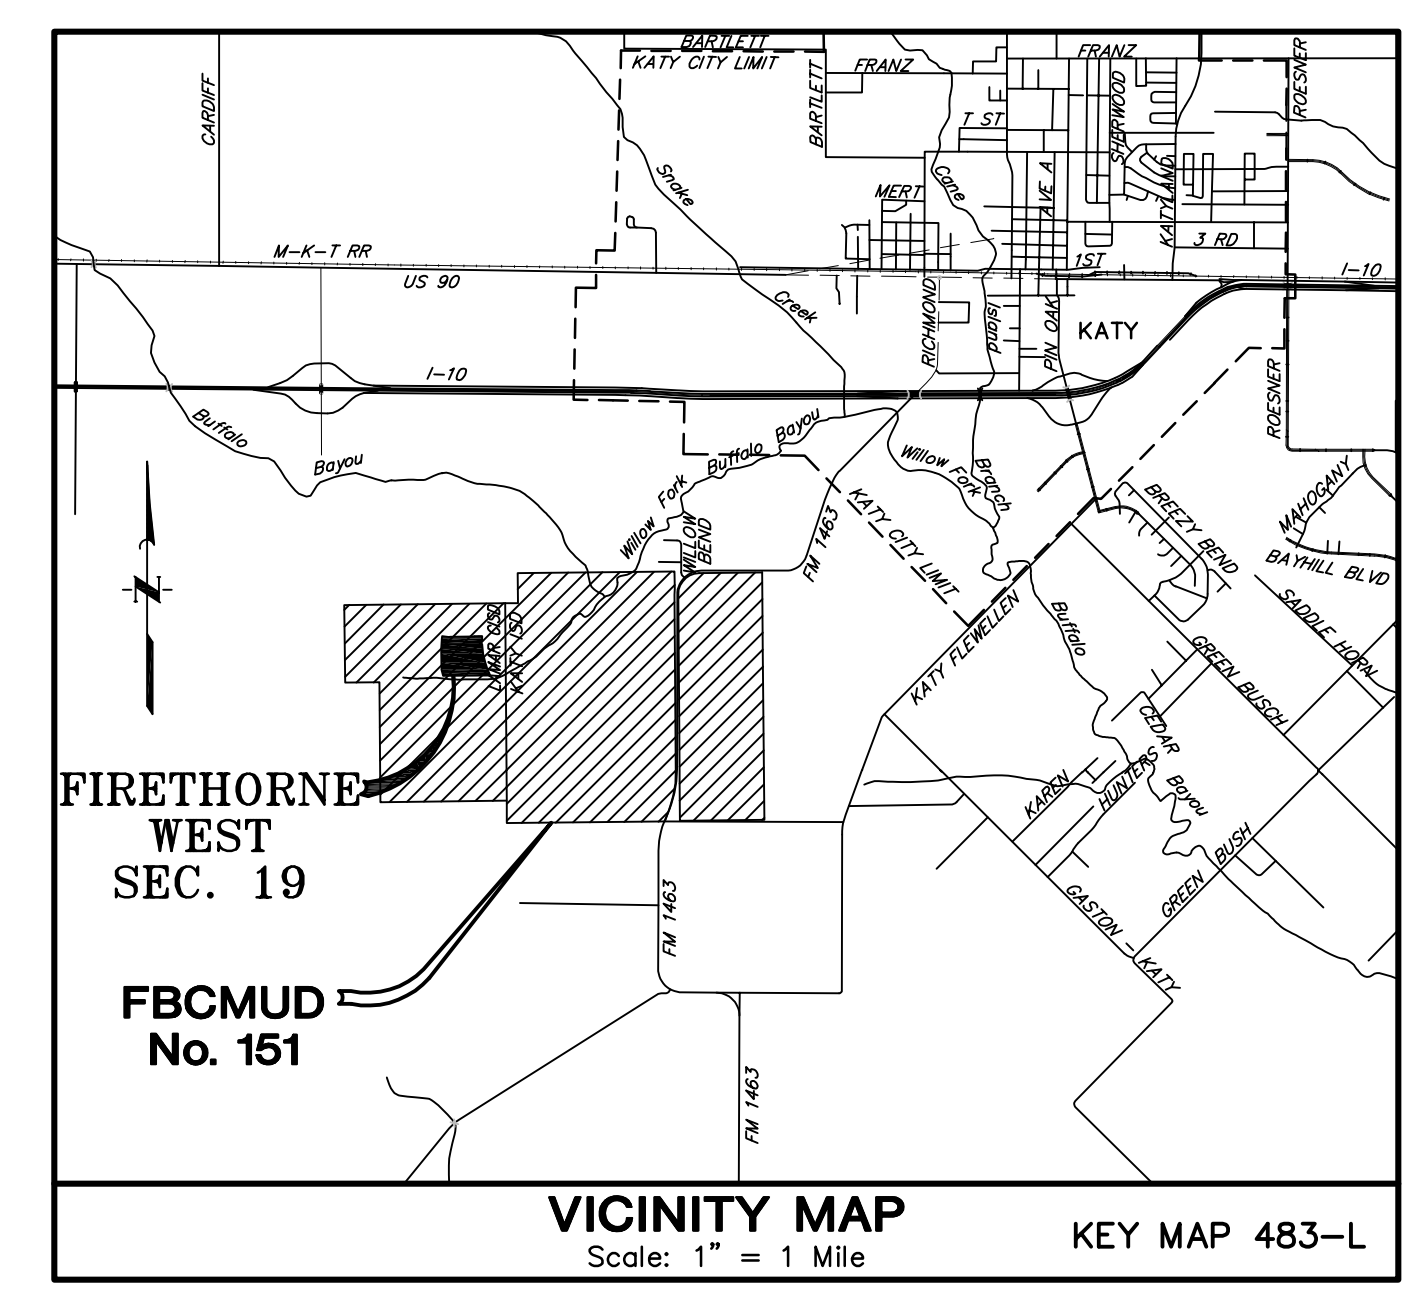 BARTLETT
KATY CITY LIMIT
FRANZ
FRANZ
ROESNER
CARDIFF
BARTLETT
SHERWOOD
T ST
Snake
Cane
MERT
AVE A
KATYLAND
3 RD
M-K-T RR
US 90
1ST
I-10
Creek
RICHMOND
Island
PIN OAK
KATY
I-10
ROESNER
Buffalo
Bayou
Willow Fork
Buffalo
Bayou
Willow Fork
Branch
WILLOW
BEND
FM 1463
KATY CITY LIMIT
BREEZY BEND
MAHOGANY
BAYHILL BLVD
SADDLE HORN
N
LAMAR CISD
KATY ISD
KATY FLEWELLEN
Buffalo
GREEN BUSCH
CEDAR
HUNTERS
KAREN
Bayou
FIRETHORNE
WEST
SEC. 19
GREEN BUSH
GASTON - KATY
FM 1463
FBCMUD
No. 151
FM 1463
VICINITY MAP
Scale: 1" = 1 Mile
KEY MAP 483-L